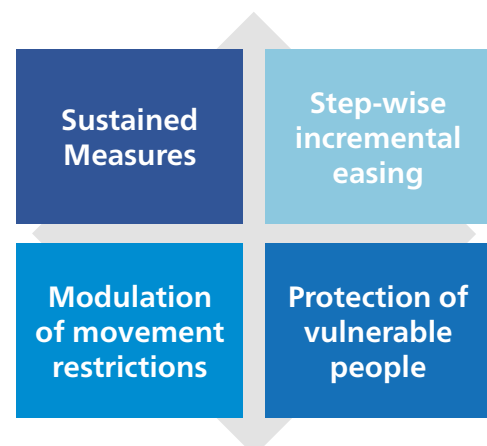 Sustained
Measures
Step-wise
incremental
easing
Modulation
of movement
restrictions
Protection of
vulnerable
people